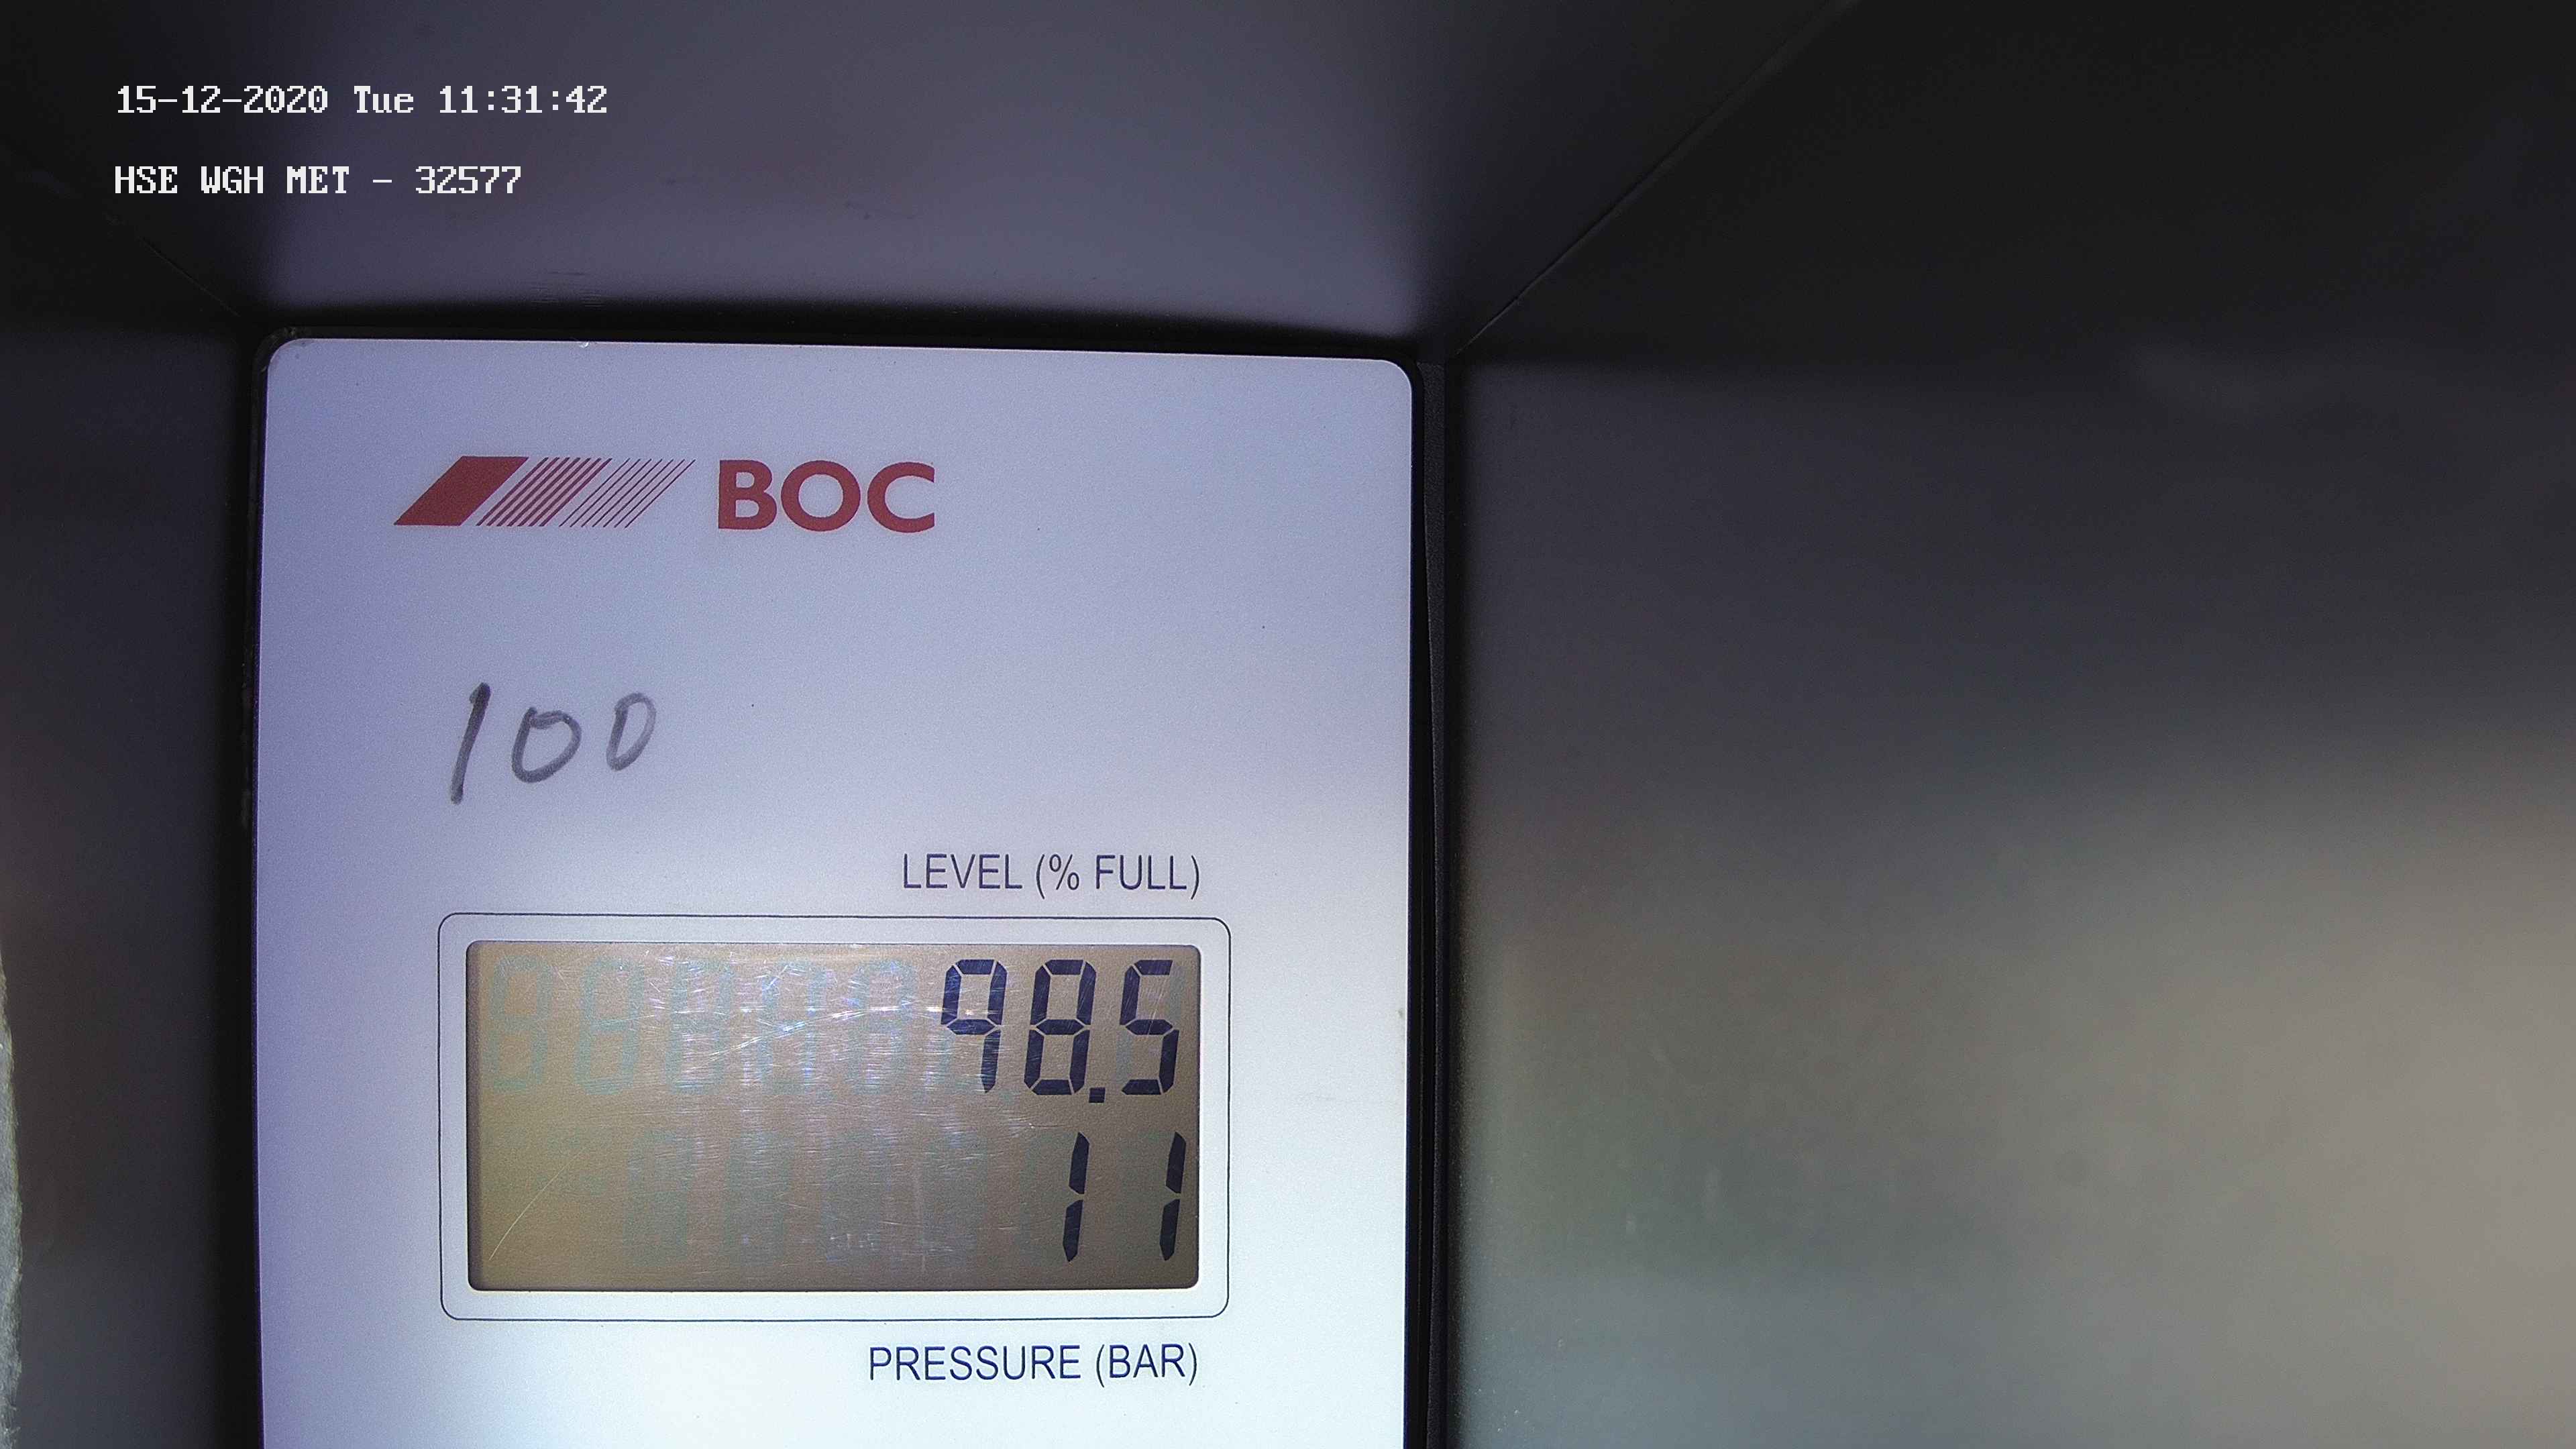 15-12-2020 Tue 11:31:42
HSE WGH MET - 32577
BOC
100
LEVEL (% FULL)
98.5
11
PRESSURE (BAR)